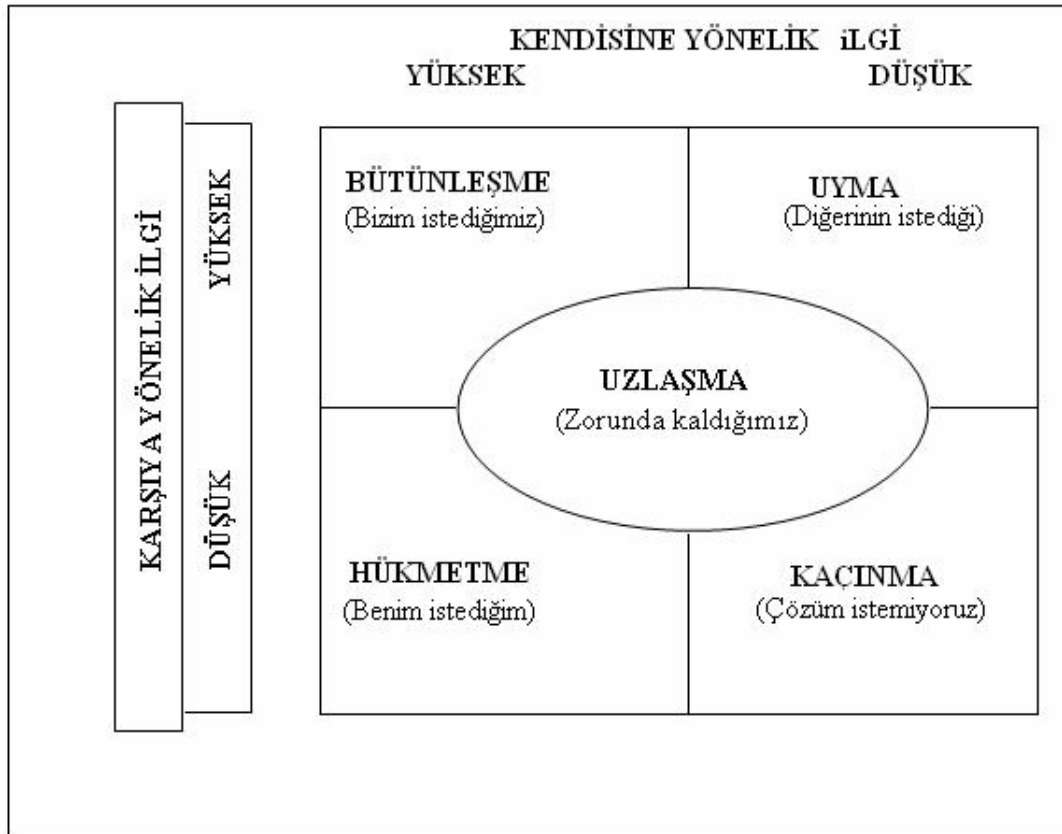 KENDİSİNE YÖNELİK iLGİ
YÜKSEK DÜŞÜK
KARŞIYA YÖNELİK İLGİ
YÜKSEK
DÜŞÜK
BÜTÜNLEŞME
(Bizim istediğimiz)
UYMA
(Diğerinin istediği)
UZLAŞMA
(Zorunda kaldığımız)
HÜKMETME
(Benim istediğim)
KAÇINMA
(Çözüm istemiyoruz)